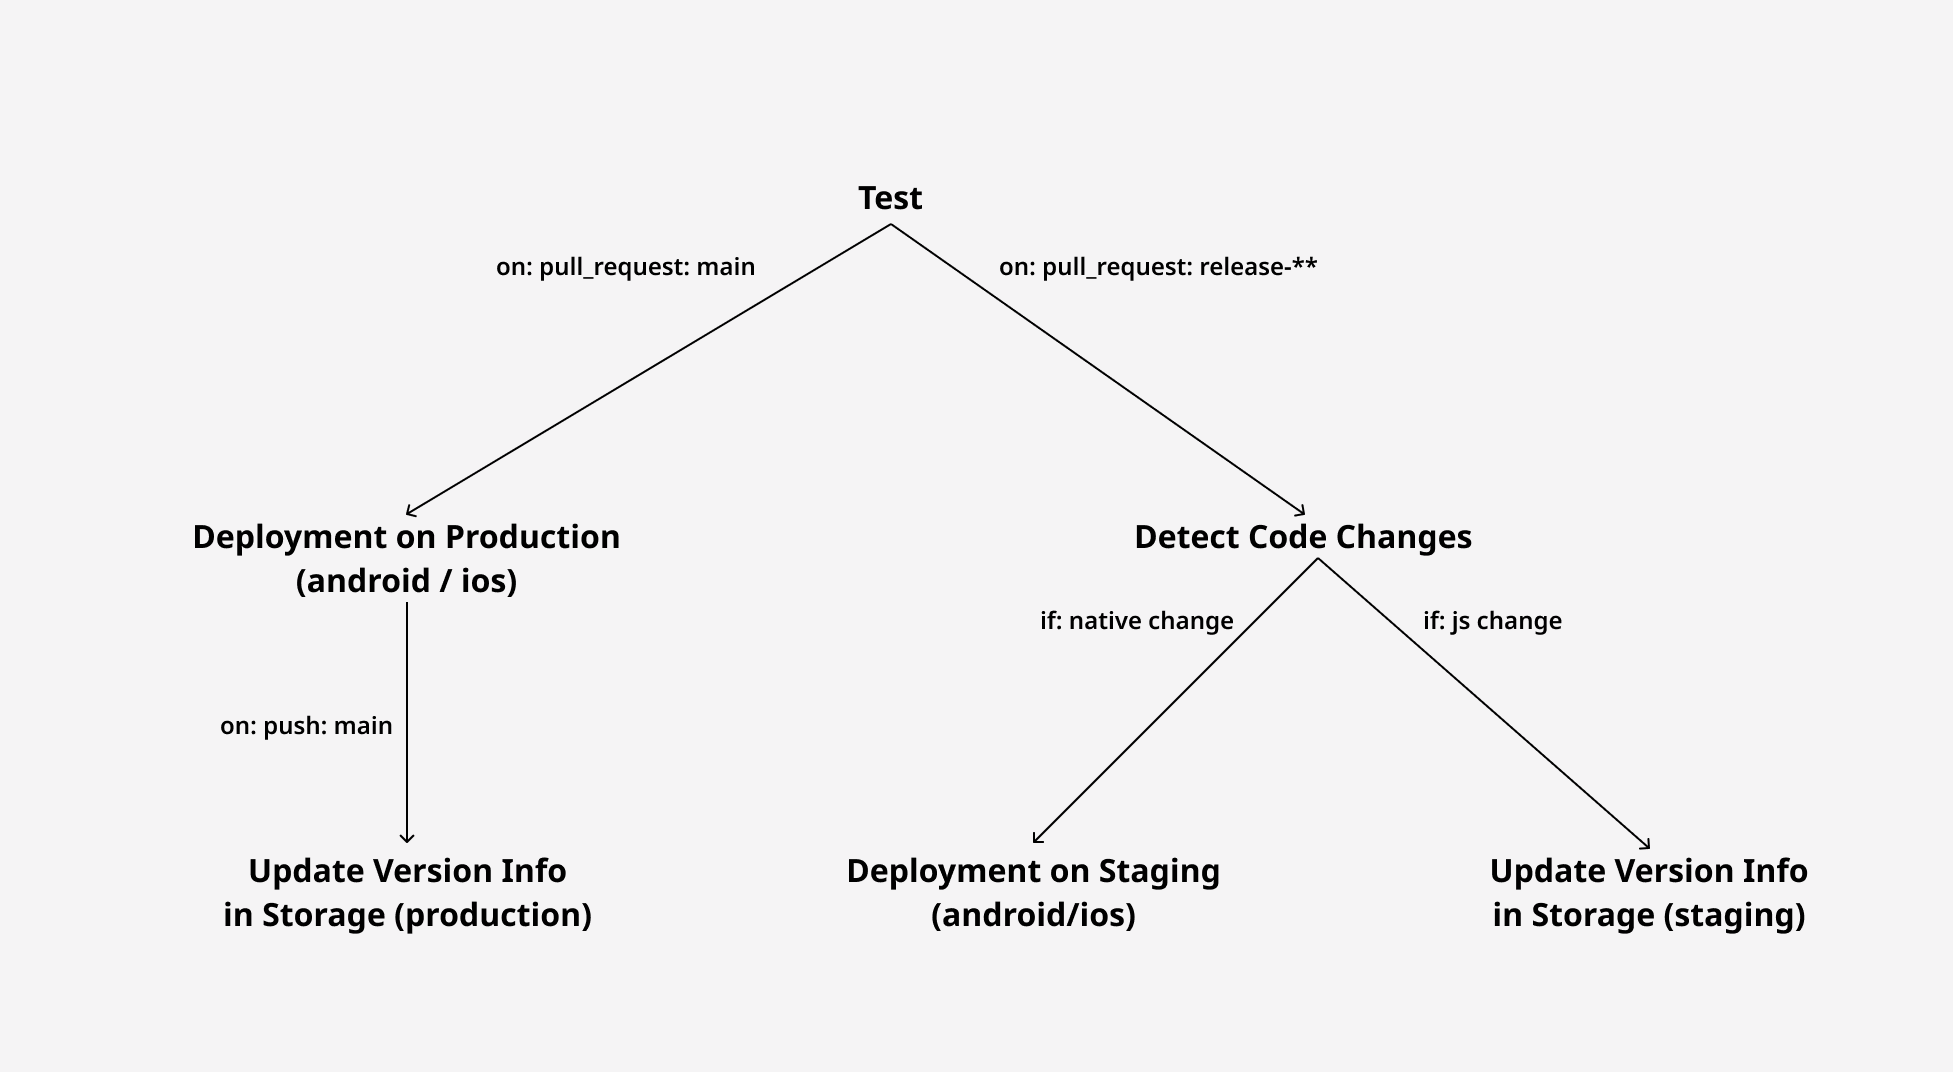 Test
on: pull_request: main
on: pull_request: release-**
Deployment on Production
(android / ios)
Detect Code Changes
if: native change
if: js change
on: push: main
Update Version Info
in Storage (production)
Deployment on Staging
(android/ios)
Update Version Info
in Storage (staging)